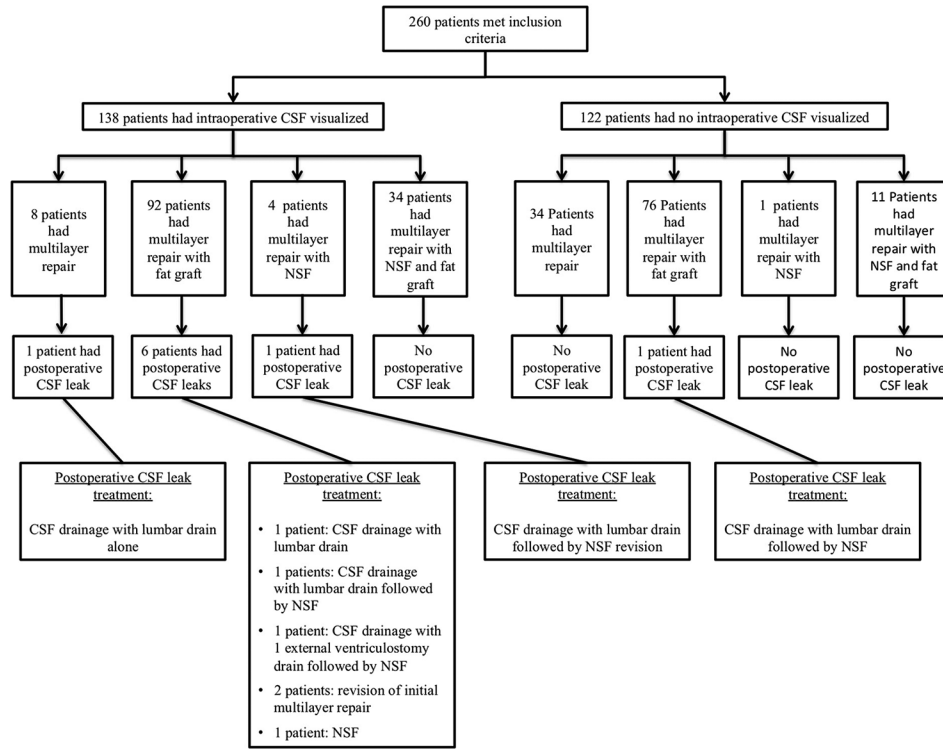 260 patients met inclusion
criteria
138 patients had intraoperative CSF visualized
122 patients had no intraoperative CSF visualized
8 patients
had
multilayer
repair
92 patients
had
multilayer
repair with
fat graft
4 patients
had
multilayer
repair with
NSF
34 patients
had
multilayer
repair with
NSF and fat
graft
34 Patients
had
multilayer
repair
76 Patients
had
multilayer
repair with
fat graft
1 patients
had
multilayer
repair with
NSF
11 Patients
had
multilayer
repair with
NSF and fat
graft
1 patient had
postoperative
CSF leak
6 patients had
postoperative
CSF leaks
1 patient had
postoperative
CSF leak
No
postoperative
CSF leak
No
postoperative
CSF leak
1 patient had
postoperative
CSF leak
No
postoperative
CSF leak
No
postoperative
CSF leak
Postoperative CSF leak
treatment:
CSF drainage with lumbar drain
alone
Postoperative CSF leak
treatment:
• 1 patient: CSF drainage with
lumbar drain
• 1 patients: CSF drainage
with lumbar drain followed
by NSF
• 1 patient: CSF drainage with
1 external ventriculostomy
drain followed by NSF
• 2 patients: revision of initial
multilayer repair
• 1 patient: NSF
Postoperative CSF leak
treatment:
CSF drainage with lumbar drain
followed by NSF revision
Postoperative CSF leak
treatment:
CSF drainage with lumbar drain
followed by NSF